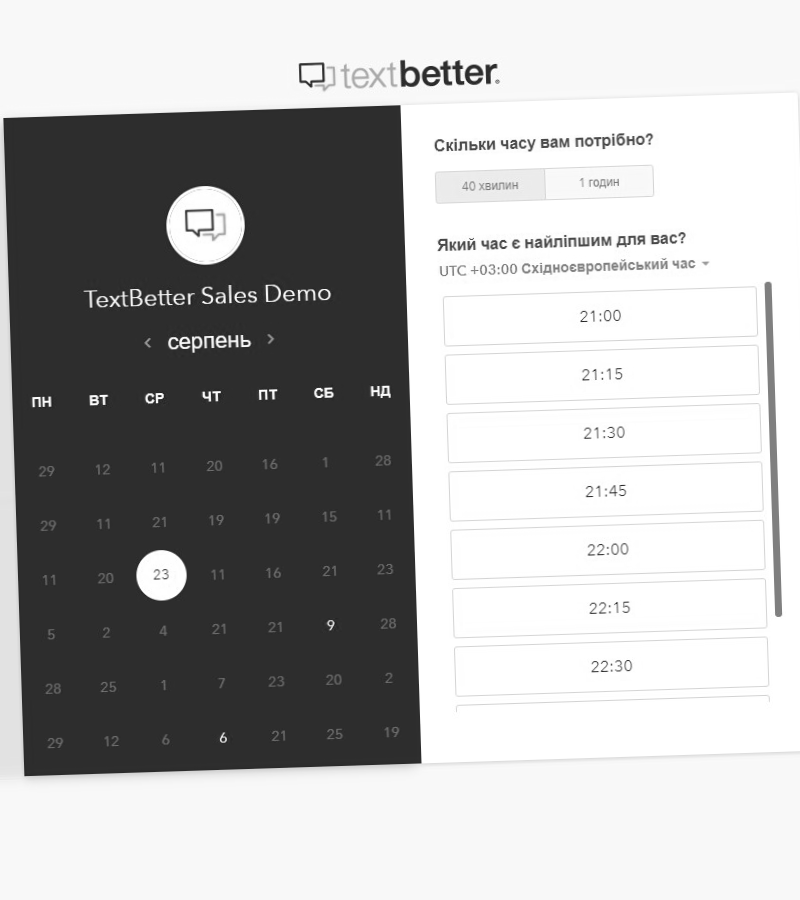 textbetter.
TextBetter Sales Demo
серпень
ПН ВТ СР ЧТ ПТ СБ НД
29 12 11 20 16 1 28
29 11 21 19 19 15 11
11 20 23 11 16 21 23
5 2 4 21 21 9 28
28 25 1 7 23 20 2
29 12 6 6 21 25 19
Скільки часу вам потрібно?
40 хвилин 1 годин
Який час є найліпшим для вас?
UTC +03:00 Східноєвропейський час
21:00
21:15
21:30
21:45
22:00
22:15
22:30